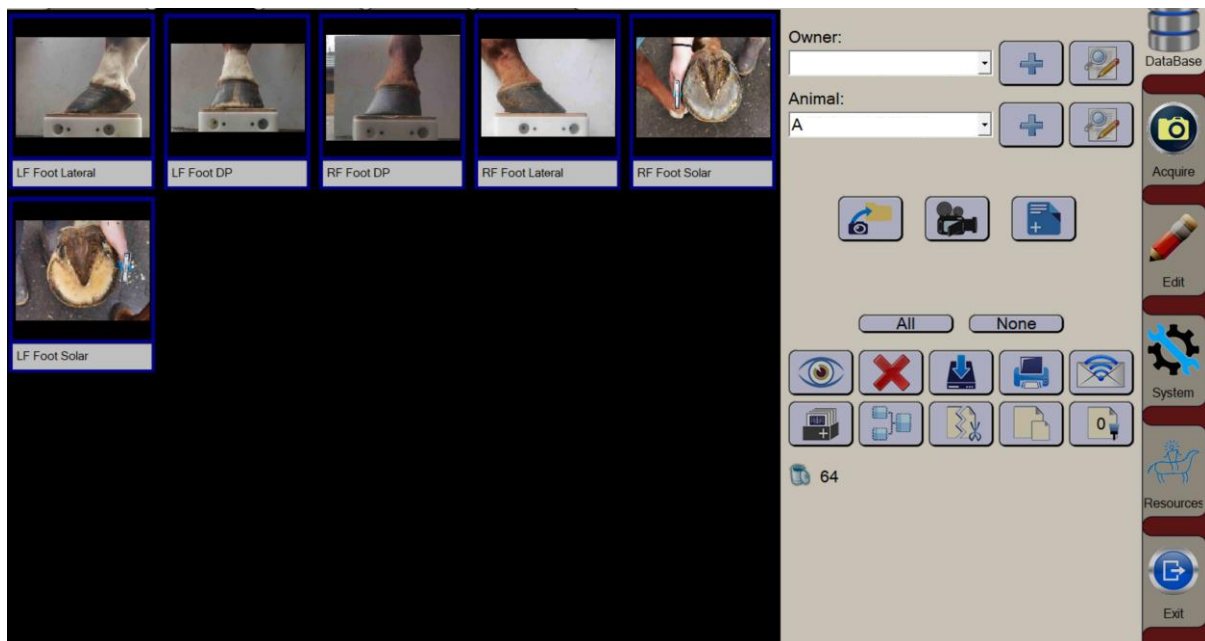 LF Foot Lateral
LF Foot DP
RF Foot DP
RF Foot Lateral
RF Foot Solar
LF Foot Solar
Owner:
Animal:
A
All
None
0
64
DataBase
Acquire
Edit
System
Resources
Exit